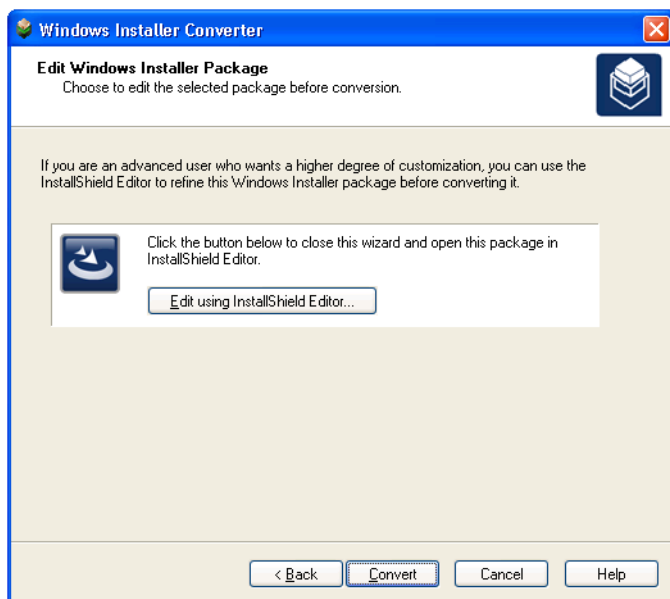 Windows Installer Converter
Edit Windows Installer Package
Choose to edit the selected package before conversion.
If you are an advanced user who wants a higher degree of customization, you can use the
InstallShield Editor to refine this Windows Installer package before converting it.
Click the button below to close this wizard and open this package in
InstallShield Editor.
Edit using InstallShield Editor...
< Back Convert Cancel Help